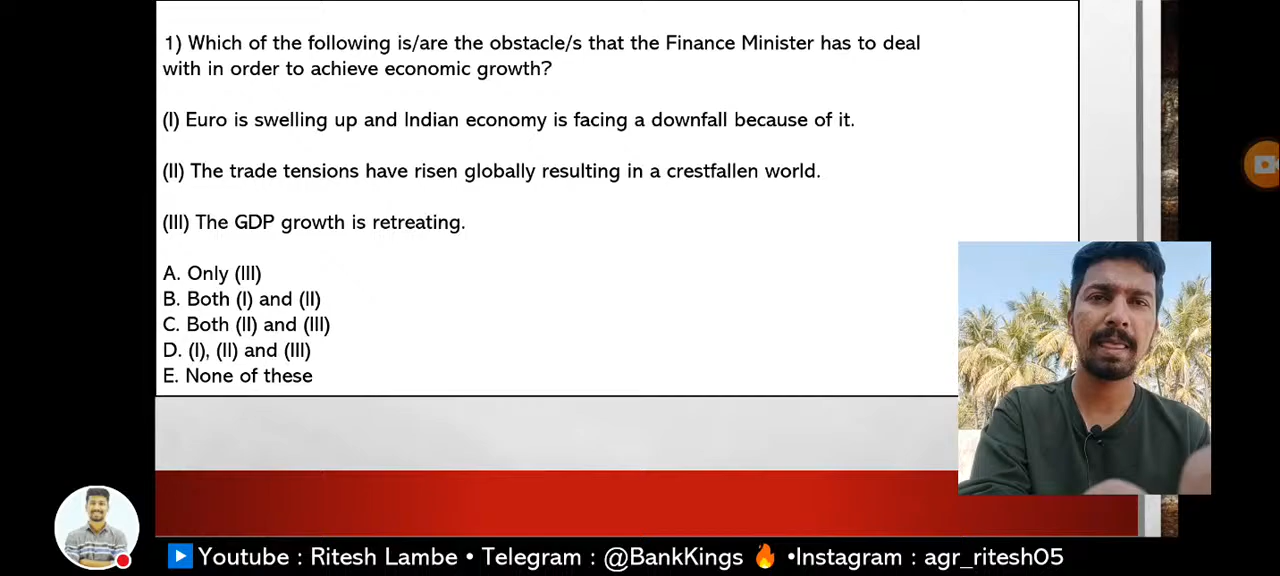 1) Which of the following is/are the obstacle/s that the Finance Minister has to deal
with in order to achieve economic growth?
(I) Euro is swelling up and Indian economy is facing a downfall because of it.
(II) The trade tensions have risen globally resulting in a crestfallen world.
(III) The GDP growth is retreating.
A. Only (III)
B. Both (I) and (II)
C. Both (II) and (III)
D. (I), (II) and (III)
E. None of these
Youtube : Ritesh Lambe • Telegram : @BankKings 🔥 •Instagram : agr_ritesh05